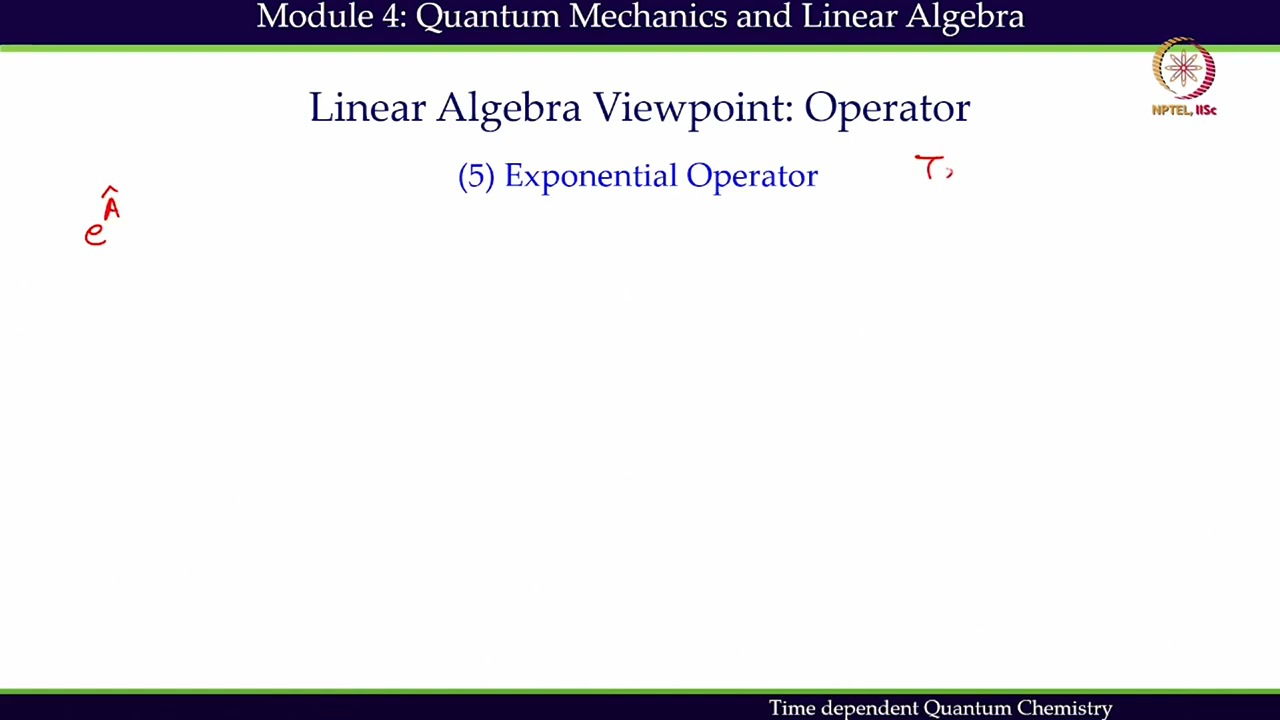 Module 4: Quantum Mechanics and Linear Algebra
NPTEL, IISc
Linear Algebra Viewpoint: Operator
(5) Exponential Operator
T
e^Â
Time dependent Quantum Chemistry